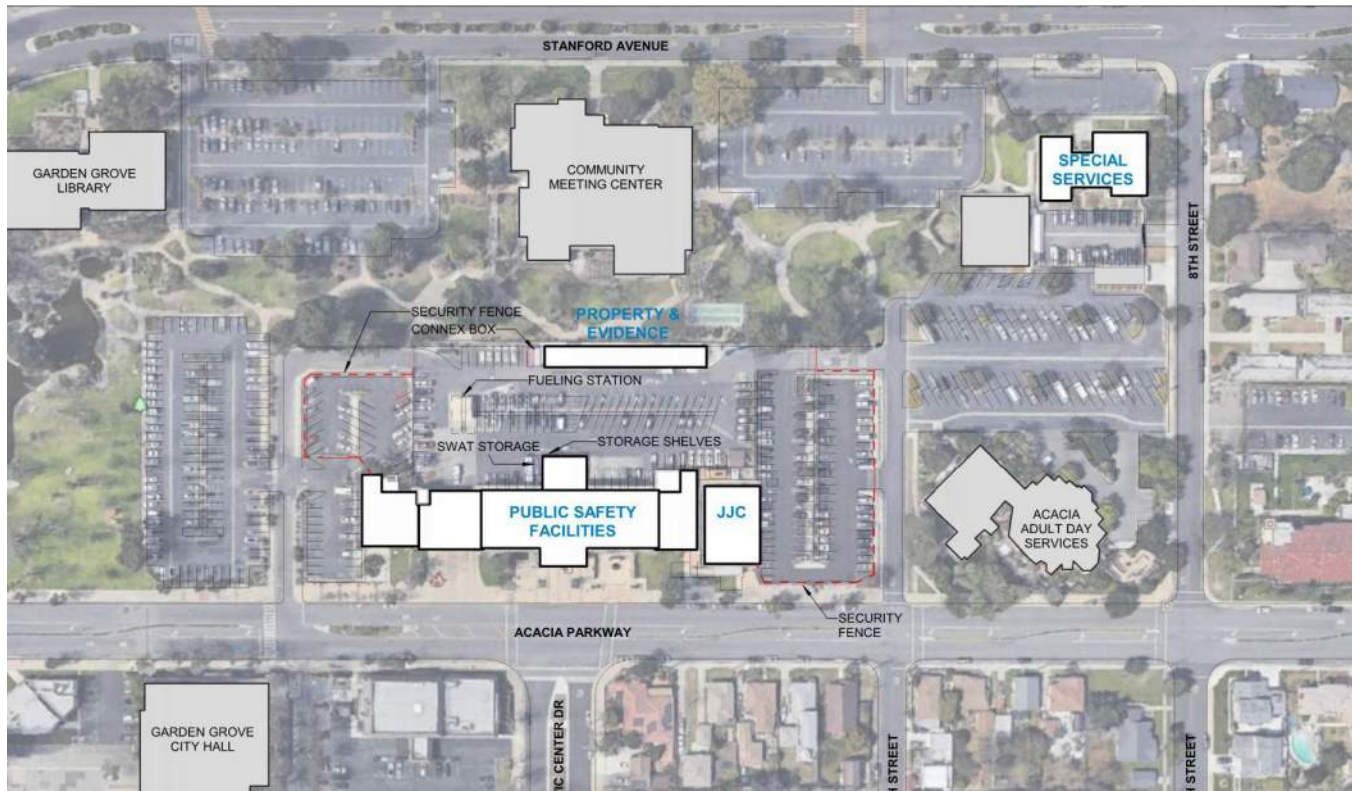 STANFORD AVENUE
GARDEN GROVE
LIBRARY
COMMUNITY
MEETING CENTER
SPECIAL
SERVICES
8TH STREET
SECURITY FENCE
CONNEX BOX
PROPERTY &
EVIDENCE
FUELING STATION
SWAT STORAGE
STORAGE SHELVES
PUBLIC SAFETY
FACILITIES
JJC
ACACIA
ADULT DAY
SERVICES
SECURITY
FENCE
ACACIA PARKWAY
GARDEN GROVE
CITY HALL
IC CENTER DR
H STREET
H STREET